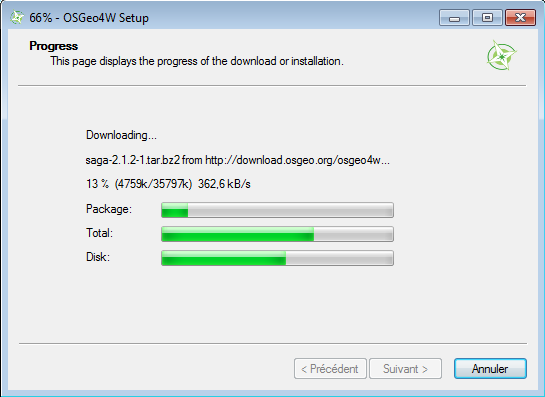 66% - OSGeo4W Setup
Progress
This page displays the progress of the download or installation.
Downloading...
saga-2.1.2-1.tar.bz2 from http://download.osgeo.org/osgeo4w...
13 % (4759k/35797k) 362,6 kB/s
Package:
Total:
Disk:
< Précédent Suivant > Annuler